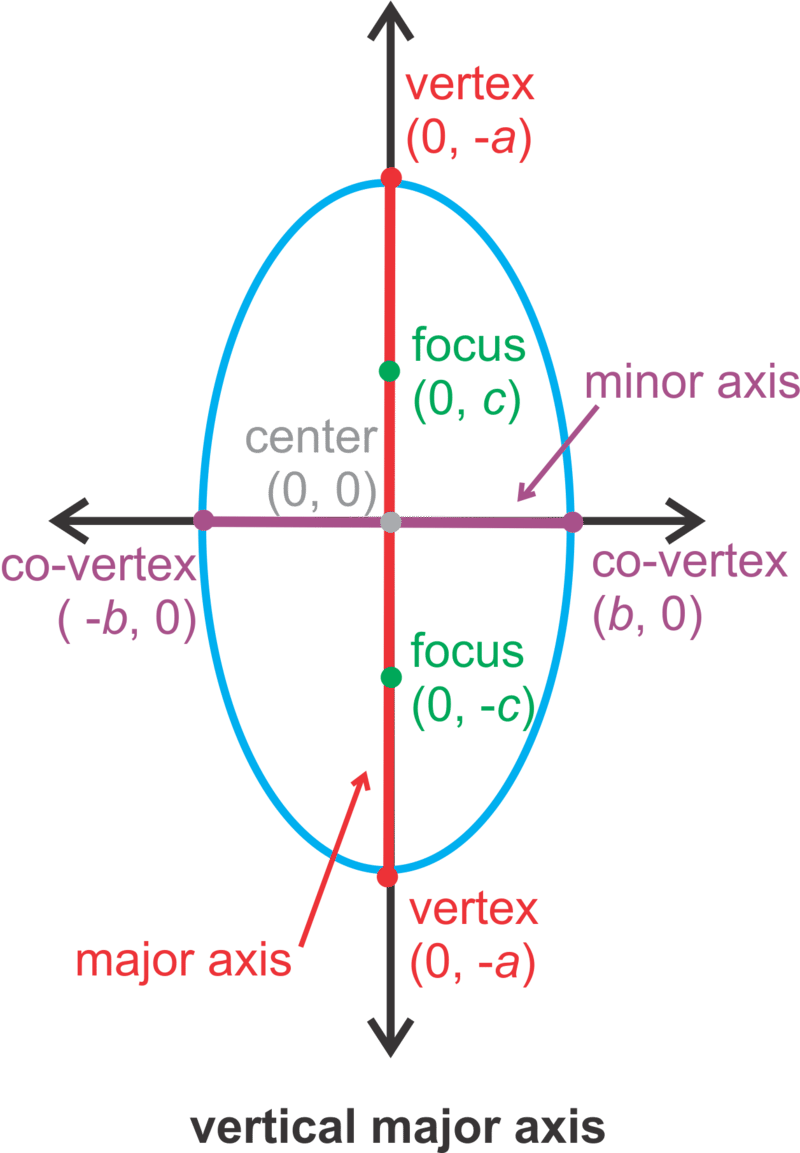 vertex
(0, -a)
focus
(0, c)
minor axis
center
(0, 0)
co-vertex
( -b, 0)
co-vertex
(b, 0)
focus
(0, -c)
major axis
vertex
(0, -a)
vertical major axis